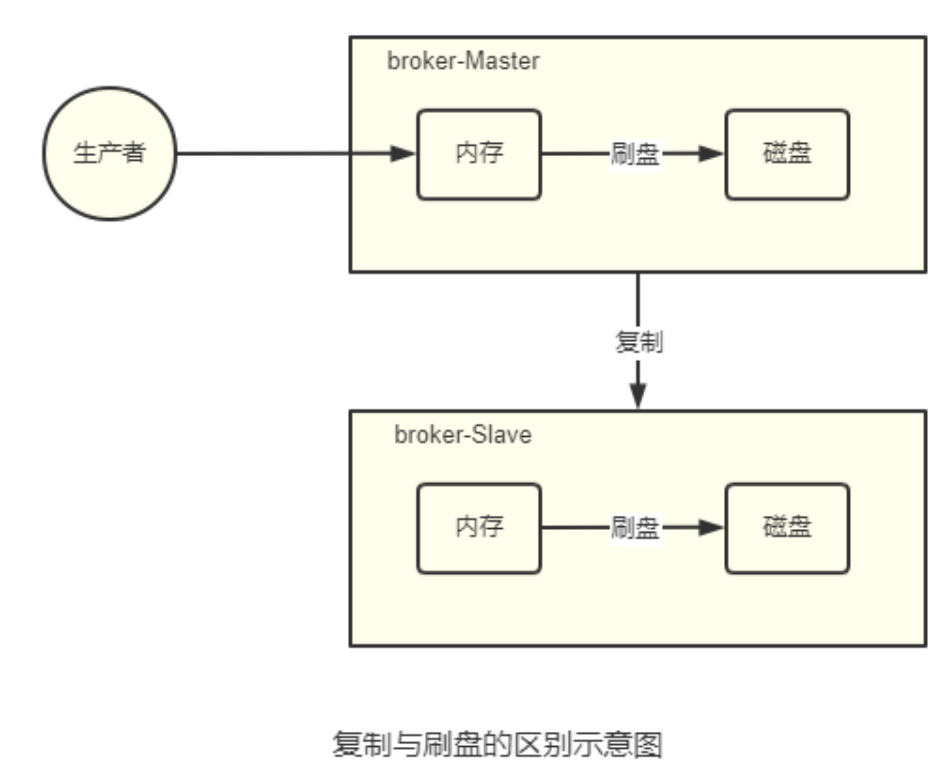 broker-Master
生产者
内存
刷盘
磁盘
复制
broker-Slave
内存
刷盘
磁盘
复制与刷盘的区别示意图